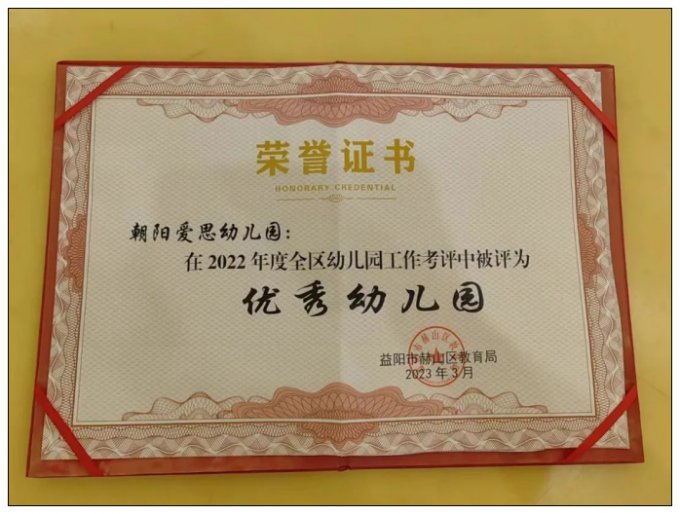 荣誉证书
HONORARY CREDENTIAL
朝阳爱思幼儿园：
在2022年度全区幼儿园工作考评中被评为
优秀幼儿园
益阳市赫山区教育局
2023年3月